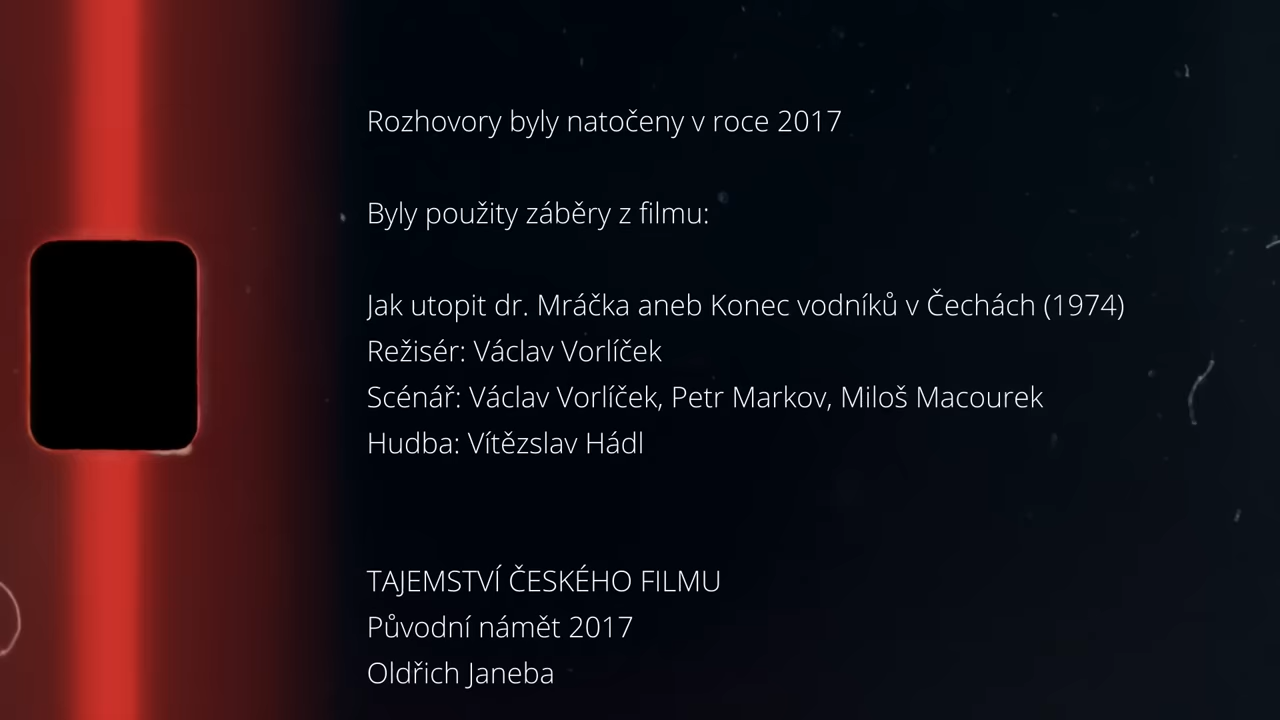 Rozhovory byly natočeny v roce 2017
Byly použity záběry z filmu:
Jak utopit dr. Mráčka aneb Konec vodníků v Čechách (1974)
Režisér: Václav Vorlíček
Scénář: Václav Vorlíček, Petr Markov, Miloš Macourek
Hudba: Vítězslav Hádl
TAJEMSTVÍ ČESKÉHO FILMU
Původní námět 2017
Oldřich Janeba